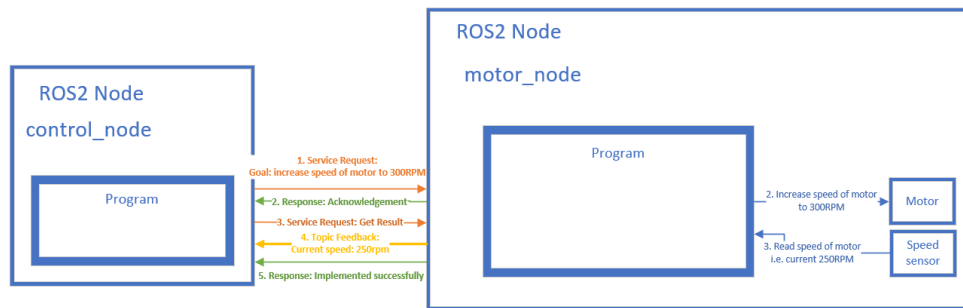 ROS2 Node
control_node
Program
1. Service Request:
Goal: increase speed of motor to 300RPM
2. Response: Acknowledgement
3. Service Request: Get Result
4. Topic Feedback:
Current speed: 250rpm
5. Response: Implemented successfully
ROS2 Node
motor_node
Program
2. Increase speed of motor
to 300RPM
3. Read speed of motor
i.e. current 250RPM
Motor
Speed
sensor